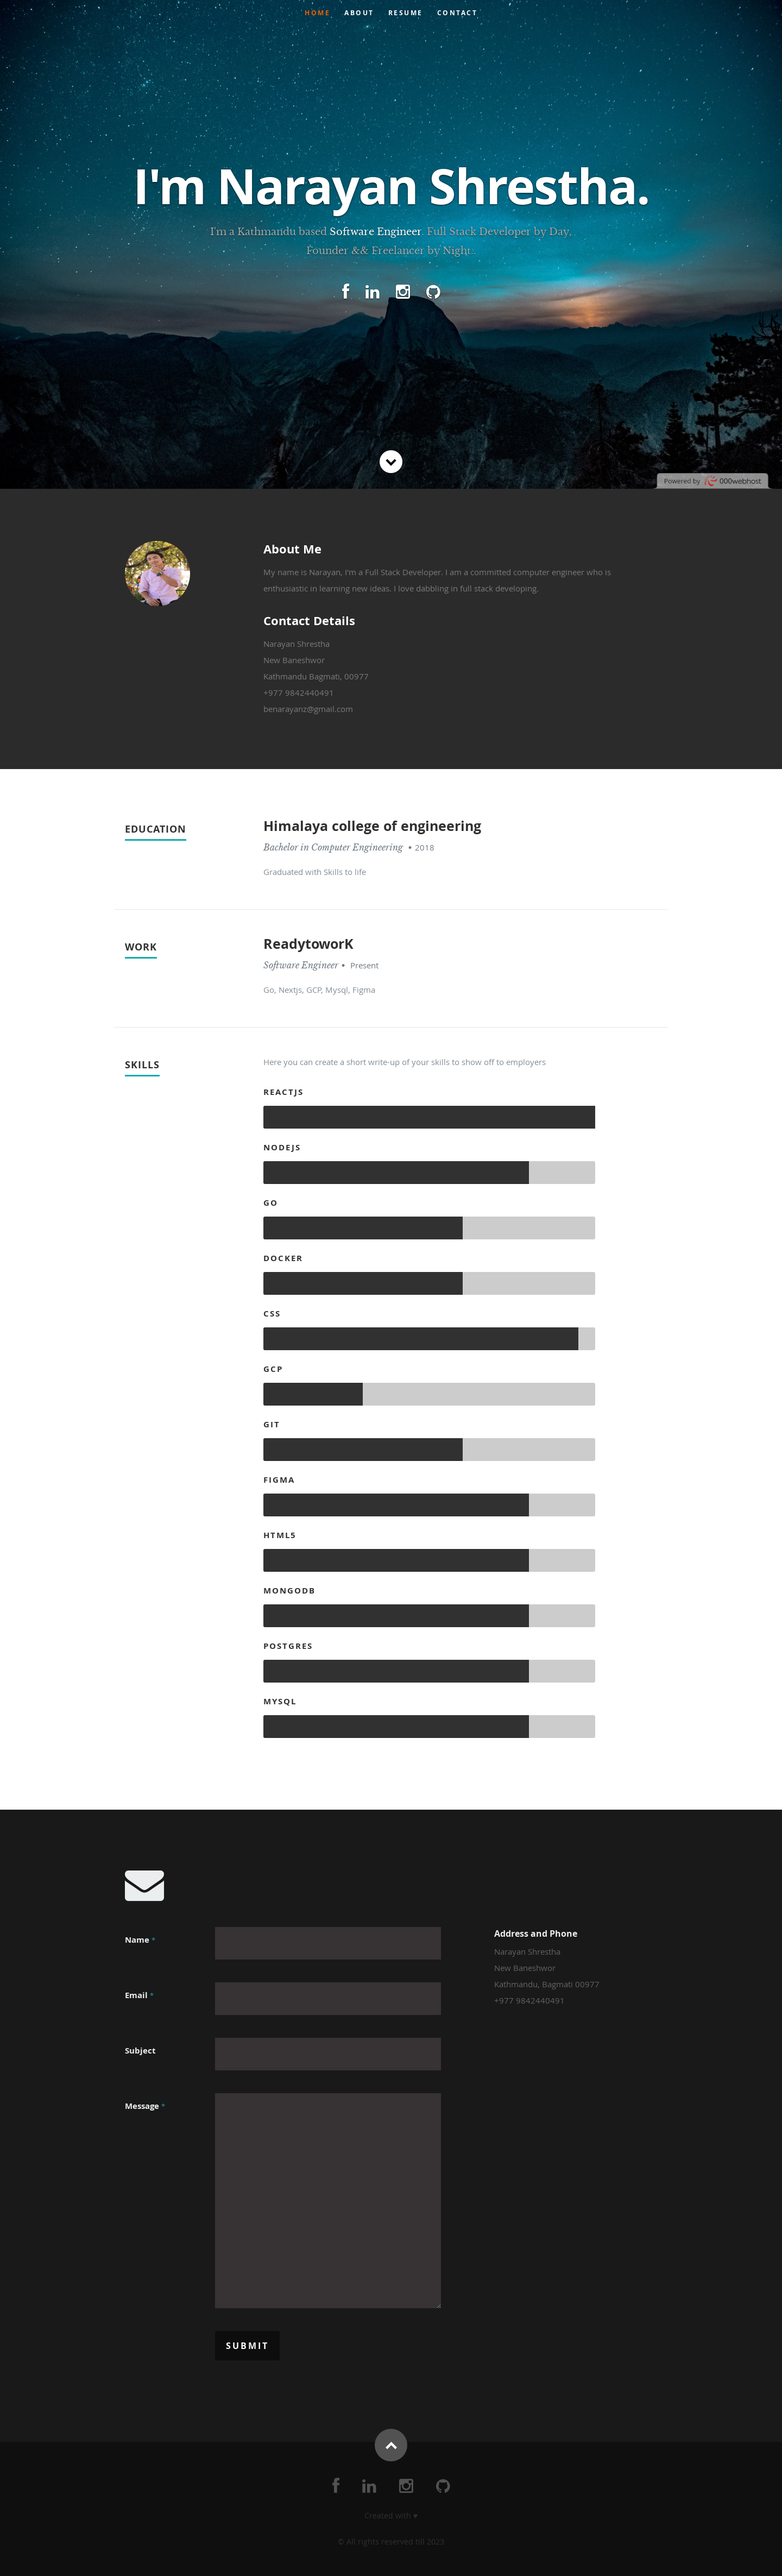 HOME ABOUT RESUME CONTACT
I'm Narayan Shrestha.
I'm a Kathmandu based Software Engineer. Full Stack Developer by Day,
Founder && Freelancer by Night..
Powered by 000webhost
About Me
My name is Narayan, I'm a Full Stack Developer. I am a committed computer engineer who is
enthusiastic in learning new ideas. I love dabbling in full stack developing.
Contact Details
Narayan Shrestha
New Baneshwor
Kathmandu Bagmati, 00977
+977 9842440491
benarayanz@gmail.com
EDUCATION
Himalaya college of engineering
Bachelor in Computer Engineering • 2018
Graduated with Skills to life
WORK
ReadytoworK
Software Engineer • Present
Go, Nextjs, GCP, Mysql, Figma
SKILLS
Here you can create a short write-up of your skills to show off to employers
REACTJS
NODEJS
GO
DOCKER
CSS
GCP
GIT
FIGMA
HTML5
MONGODB
POSTGRES
MYSQL
Name *
Email *
Subject
Message *
SUBMIT
Address and Phone
Narayan Shrestha
New Baneshwor
Kathmandu, Bagmati 00977
+977 9842440491
Created with ♥
© All rights reserved till 2023